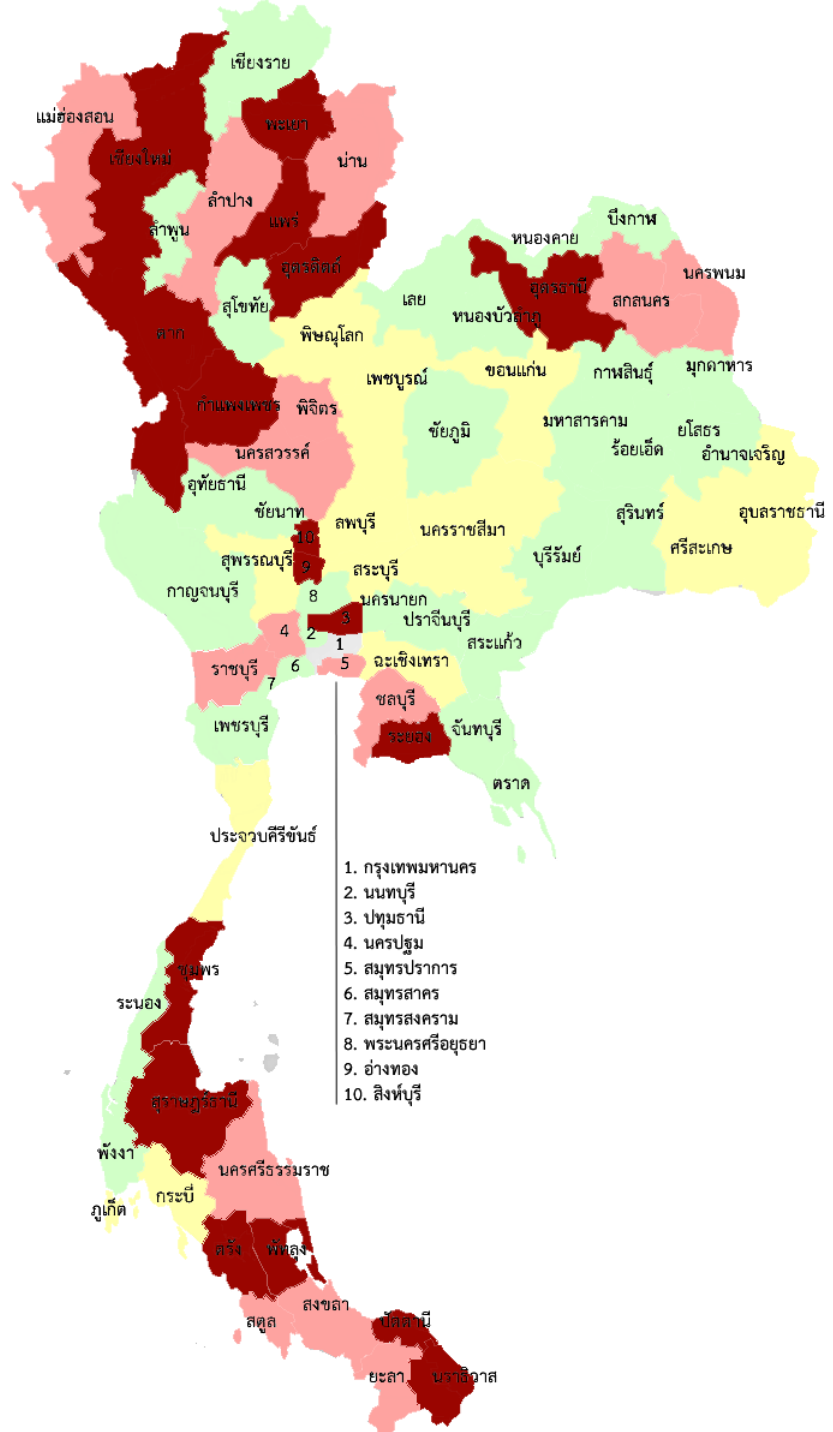 เชียงราย
แม่ฮ่องสอน
พะเยา
เชียงใหม่
น่าน
ลำปาง
แพร่
ลำพูน
บึงกาฬ
หนองคาย
อุตรดิตถ์
นครพนม
อุดรธานี
สกลนคร
เลย
สุโขทัย
หนองบัวลำภู
ตาก
พิษณุโลก
ขอนแก่น
กาฬสินธุ์
มุกดาหาร
เพชบูรณ์
กำแพงเพชร
พิจิตร
มหาสารคาม
ชัยภูมิ
ยโสธร
ร้อยเอ็ด
อำนาจเจริญ
นครสวรรค์
อุทัยธานี
ชัยนาท
ลพบุรี
นครราชสีมา
สุรินทร์
อุบลราชธานี
10
ศรีสะเกษ
สุพรรณบุรี
9
สระบุรี
บุรีรัมย์
กาญจนบุรี
8
นครนายก
3
ปราจีนบุรี
4
2
1
สระแก้ว
ราชบุรี
6
5
ฉะเชิงเทรา
7
ชลบุรี
เพชรบุรี
ระยอง
จันทบุรี
ตราด
ประจวบคีรีขันธ์
1. กรุงเทพมหานคร
2. นนทบุรี
3. ปทุมธานี
4. นครปฐม
5. สมุทรปราการ
6. สมุทรสาคร
7. สมุทรสงคราม
8. พระนครศรีอยุธยา
9. อ่างทอง
10. สิงห์บุรี
ชุมพร
ระนอง
สุราษฎร์ธานี
พังงา
นครศรีธรรมราช
กระบี่
ภูเก็ต
ตรัง
พัทลุง
สงขลา
สตูล
ปัตตานี
ยะลา
นราธิวาส